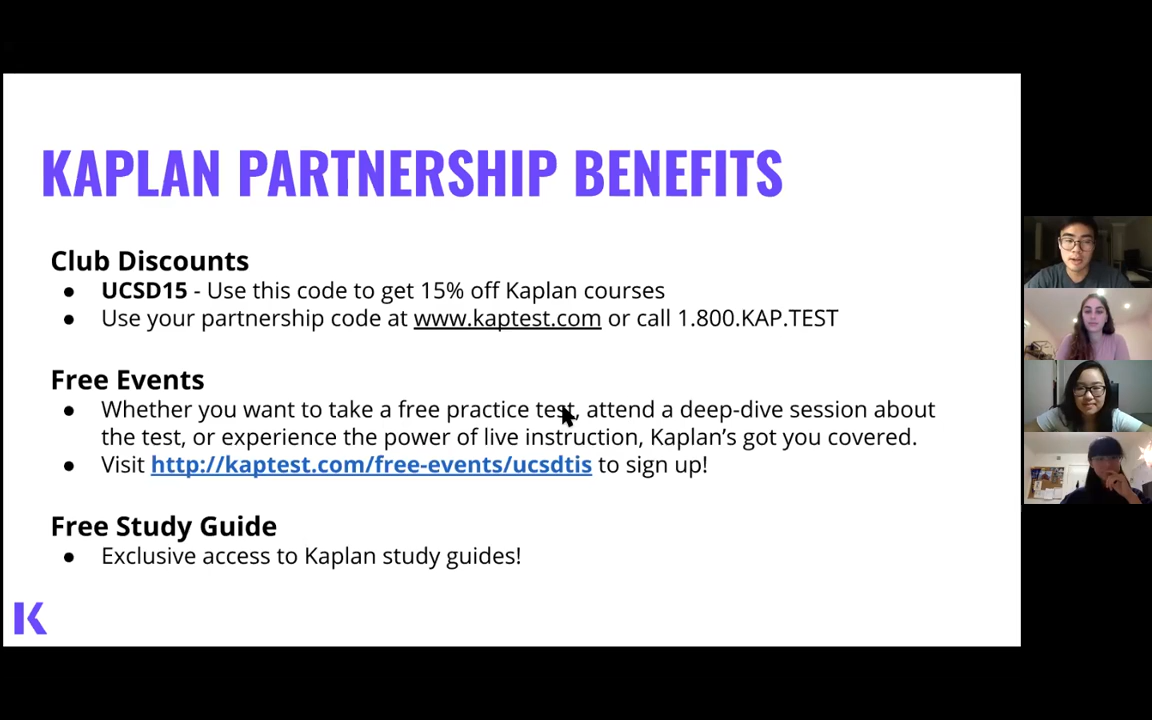 KAPLAN PARTNERSHIP BENEFITS
Club Discounts
● UCSD15 - Use this code to get 15% off Kaplan courses
● Use your partnership code at www.kaptest.com or call 1.800.KAP.TEST
Free Events
● Whether you want to take a free practice test, attend a deep-dive session about
the test, or experience the power of live instruction, Kaplan's got you covered.
● Visit http://kaptest.com/free-events/ucsdtis to sign up!
Free Study Guide
● Exclusive access to Kaplan study guides!
K